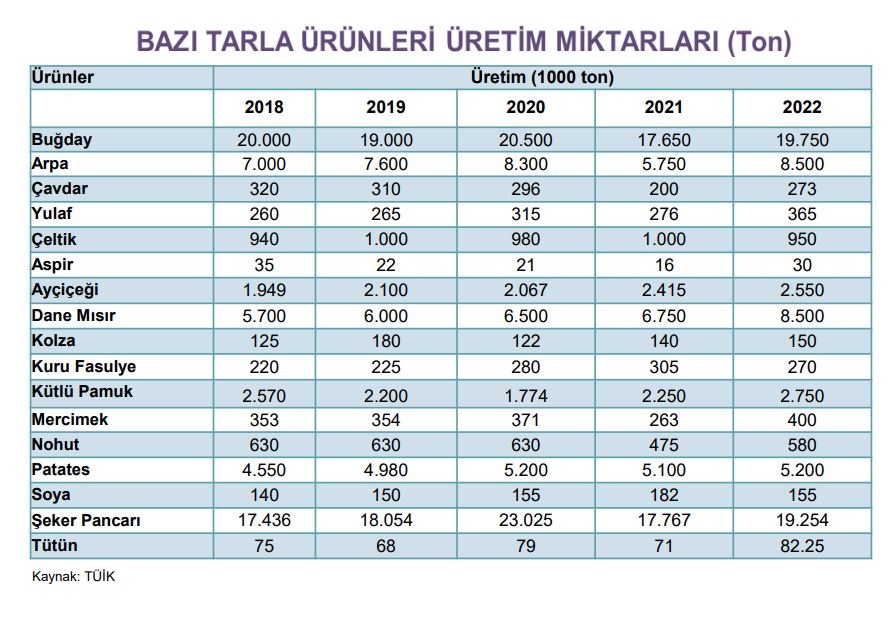 BAZI TARLA ÜRÜNLERİ ÜRETİM MİKTARLARI (Ton)
Ürünler Üretim (1000 ton)
2018 2019 2020 2021 2022
Buğday 20.000 19.000 20.500 17.650 19.750
Arpa 7.000 7.600 8.300 5.750 8.500
Çavdar 320 310 296 200 273
Yulaf 260 265 315 276 365
Çeltik 940 1.000 980 1.000 950
Aspir 35 22 21 16 30
Ayçiçeği 1.949 2.100 2.067 2.415 2.550
Dane Mısır 5.700 6.000 6.500 6.750 8.500
Kolza 125 180 122 140 150
Kuru Fasulye 220 225 280 305 270
Kütlü Pamuk 2.570 2.200 1.774 2.250 2.750
Mercimek 353 354 371 263 400
Nohut 630 630 630 475 580
Patates 4.550 4.980 5.200 5.100 5.200
Soya 140 150 155 182 155
Şeker Pancarı 17.436 18.054 23.025 17.767 19.254
Tütün 75 68 79 71 82.25
Kaynak: TÜİK